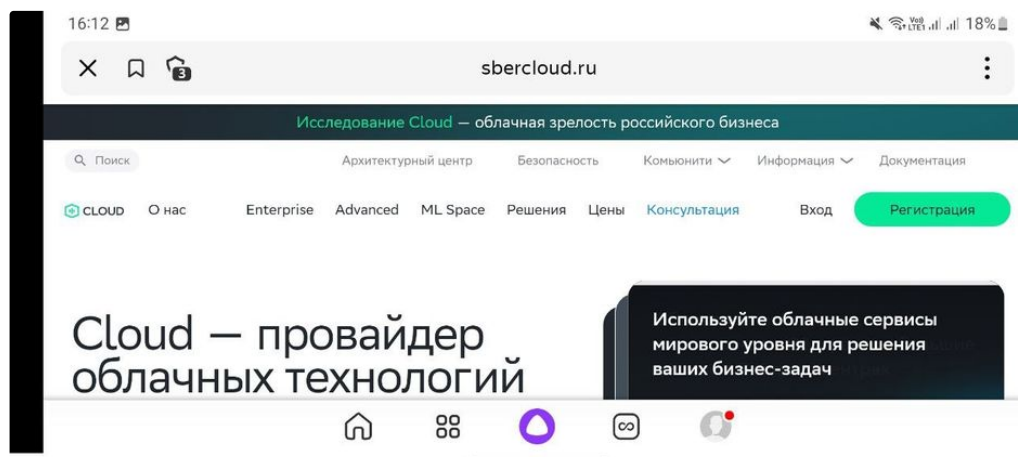 16:12
Vo)) LTE1 18%
3
sbercloud.ru
Исследование Cloud — облачная зрелость российского бизнеса
Поиск Архитектурный центр Безопасность Комьюнити Информация Документация
CLOUD О нас Enterprise Advanced ML Space Решения Цены Консультация Вход Регистрация
Cloud — провайдер
облачных технологий
Используйте облачные сервисы
мирового уровня для решения
ваших бизнес-задач